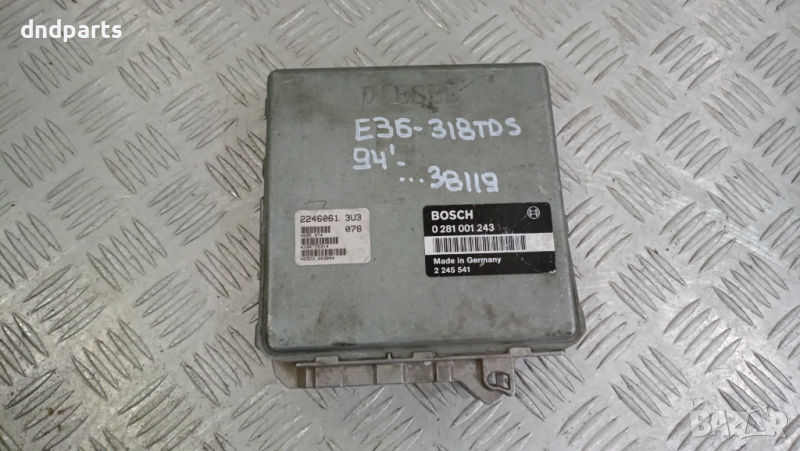 dndparts
E36-318TDS
94'-
...38119
2246061 3U3
078
BOSCH
0 281 001 243
Made in Germany
2 245 541
BAZAR